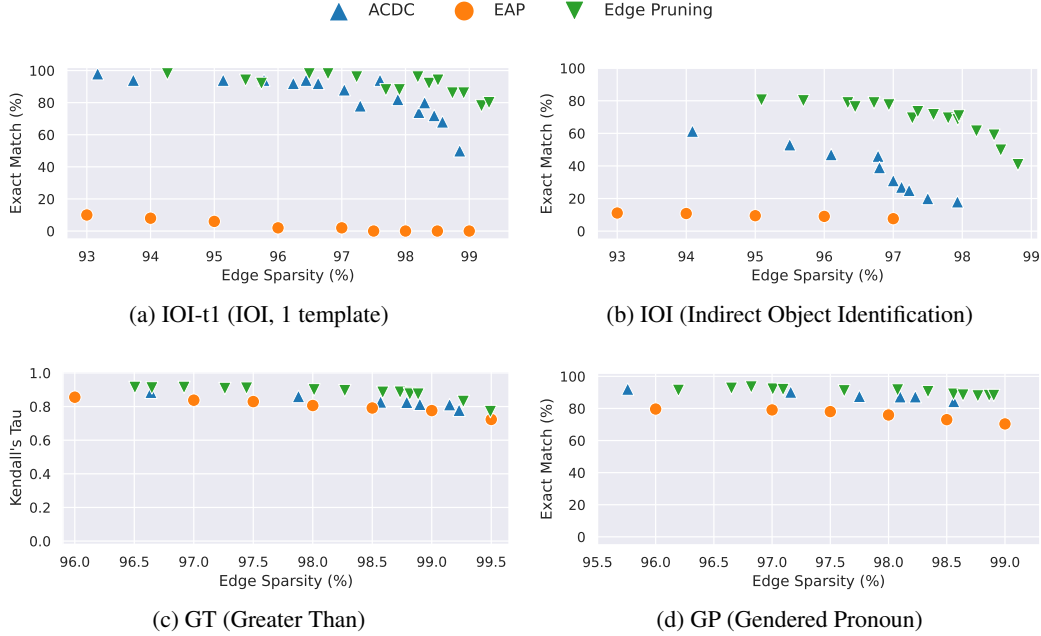 ACDC EAP Edge Pruning
100
80
60
40
20
0
Exact Match (%)
93 94 95 96 97 98 99
Edge Sparsity (%)
(a) IOI-t1 (IOI, 1 template)
100
80
60
40
20
0
Exact Match (%)
93 94 95 96 97 98 99
Edge Sparsity (%)
(b) IOI (Indirect Object Identification)
1.0
0.8
0.6
0.4
0.2
0.0
Kendall's Tau
96.0 96.5 97.0 97.5 98.0 98.5 99.0 99.5
Edge Sparsity (%)
(c) GT (Greater Than)
100
80
60
40
20
0
Exact Match (%)
95.5 96.0 96.5 97.0 97.5 98.0 98.5 99.0
Edge Sparsity (%)
(d) GP (Gendered Pronoun)